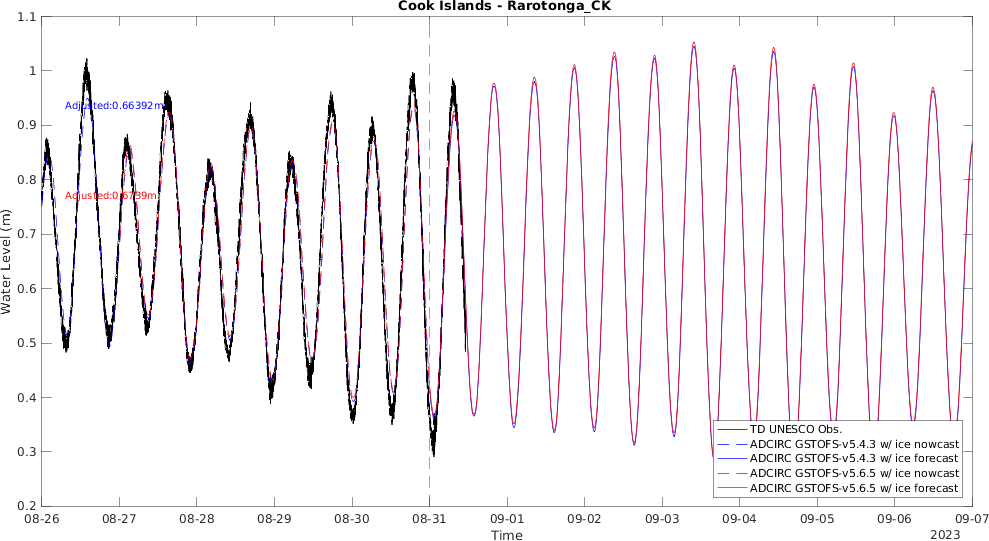 Cook Islands - Rarotonga_CK
Water Level (m)
1.1
1
0.9
0.8
0.7
0.6
0.5
0.4
0.3
0.2
Adjusted:0.66392m
Adjusted:0.6739m
TD UNESCO Obs.
ADCIRC GSTOFS-v5.4.3 w/ ice nowcast
ADCIRC GSTOFS-v5.4.3 w/ ice forecast
ADCIRC GSTOFS-v5.6.5 w/ ice nowcast
ADCIRC GSTOFS-v5.6.5 w/ ice forecast
08-26 08-27 08-28 08-29 08-30 08-31 09-01 09-02 09-03 09-04 09-05 09-06 09-07
Time
2023